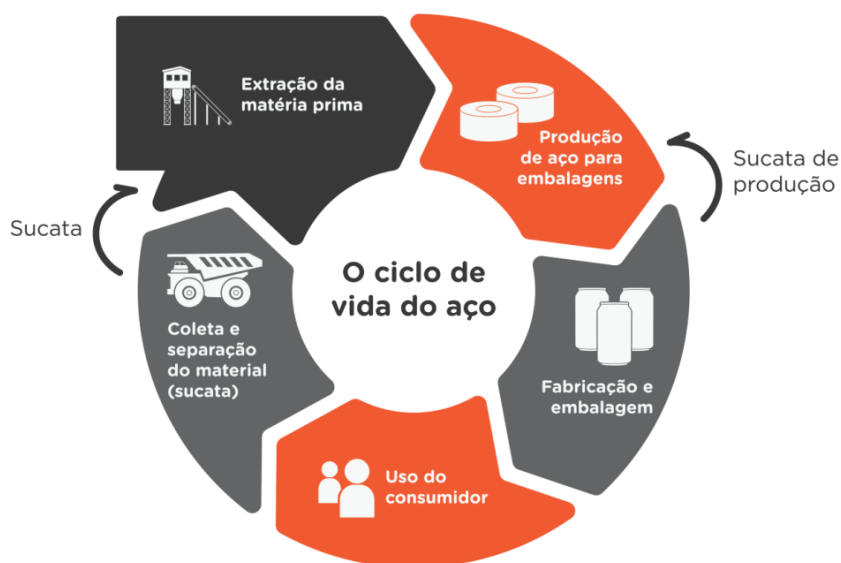 Extração da
matéria prima
Produção
de aço para
embalagens
Sucata de
produção
Fabricação e
embalagem
Uso do
consumidor
Coleta e
separação
do material
(sucata)
Sucata
O ciclo de
vida do aço